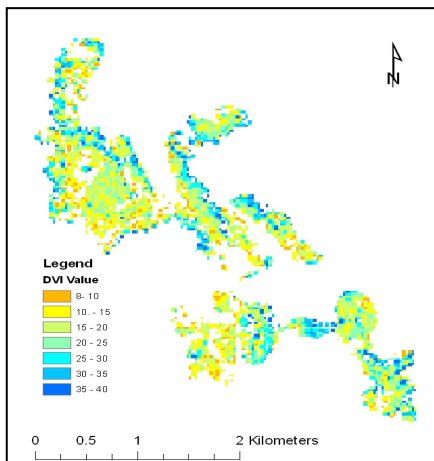 N
Legend
DVI Value
8- 10
10. - 15
15 - 20
20 - 25
25 - 30
30 - 35
35 - 40
0 0.5 1 2 Kilometers